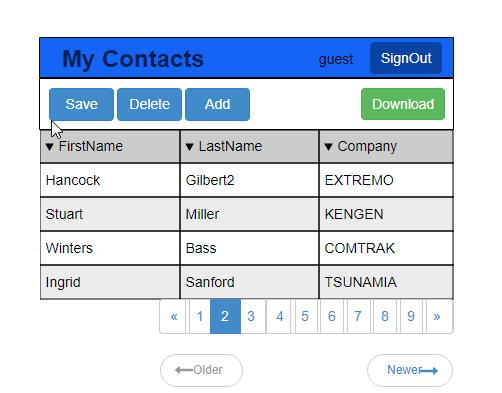 My Contacts guest SignOut
Save Delete Add Download
▼ FirstName ▼ LastName ▼ Company
Hancock Gilbert2 EXTREMO
Stuart Miller KENGEN
Winters Bass COMTRAK
Ingrid Sanford TSUNAMIA
« 1 2 3 4 5 6 7 8 9 »
Older Newer